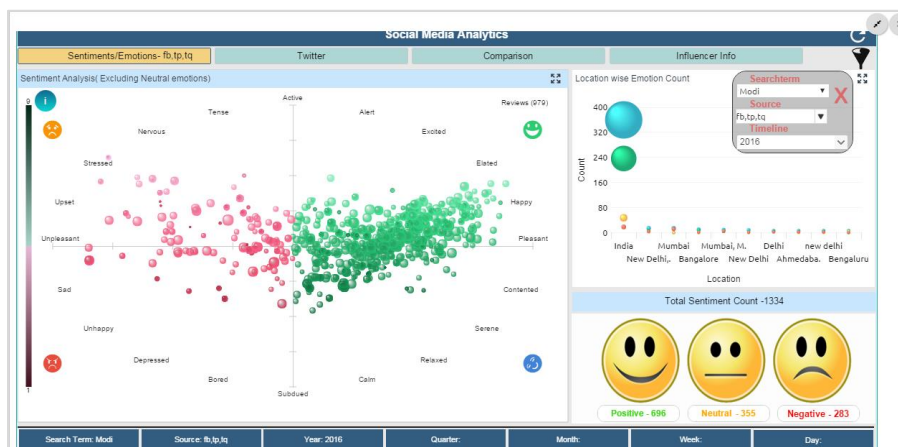 Social Media Analytics
Sentiments/Emotions- fb,tp,tq
Twitter
Comparison
Influencer Info
Sentiment Analysis( Excluding Neutral emotions)
9
i
Reviews (979)
Active
Tense
Alert
Nervous
Excited
Stressed
Elated
Upset
Happy
Unpleasant
Pleasant
Sad
Contented
Unhappy
Serene
Depressed
Relaxed
Bored
Calm
Subdued
1
Location wise Emotion Count
Searchterm
Modi
X
Source
fb,tp,tq
Timeline
2016
Count
400
320
240
160
80
0
India
Mumbai
Mumbai, M.
Delhi
new delhi
New Delhi,.
Bangalore
New Delhi
Ahmedaba.
Bengaluru
Location
Total Sentiment Count -1334
Positive - 696
Neutral - 355
Negative - 283
Search Term: Modi
Source: fb,tp,tq
Year: 2016
Quarter:
Month:
Week:
Day: